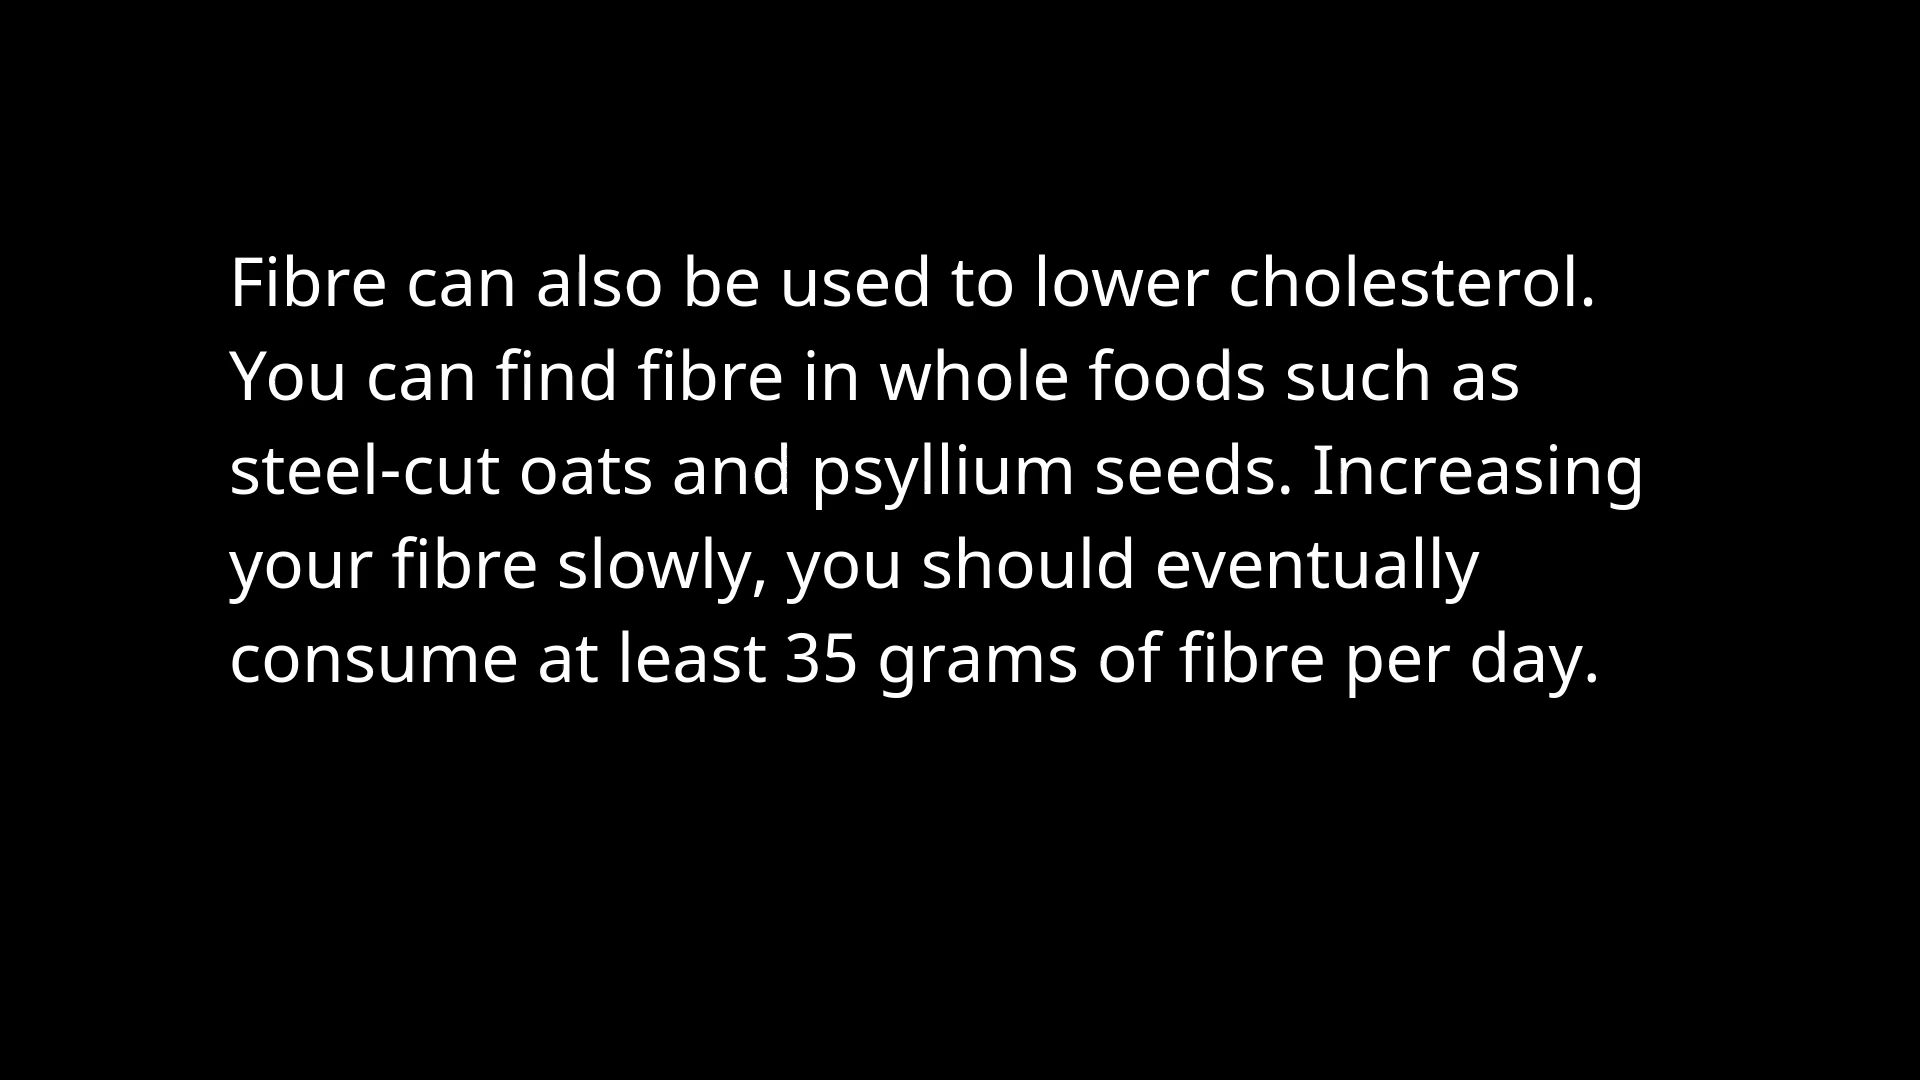 Fibre can also be used to lower cholesterol.
You can find fibre in whole foods such as
steel-cut oats and psyllium seeds. Increasing
your fibre slowly, you should eventually
consume at least 35 grams of fibre per day.